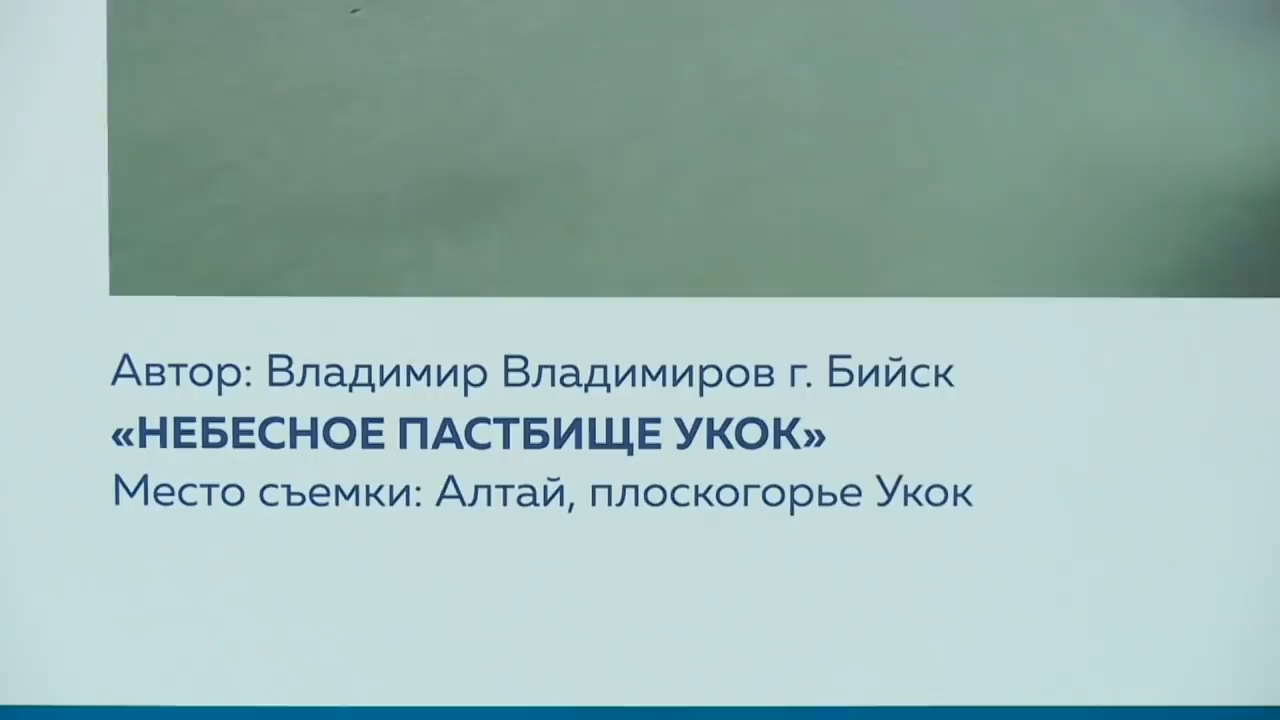 Автор: Владимир Владимиров г. Бийск
«НЕБЕСНОЕ ПАСТБИЩЕ УКОК»
Место съемки: Алтай, плоскогорье Укок